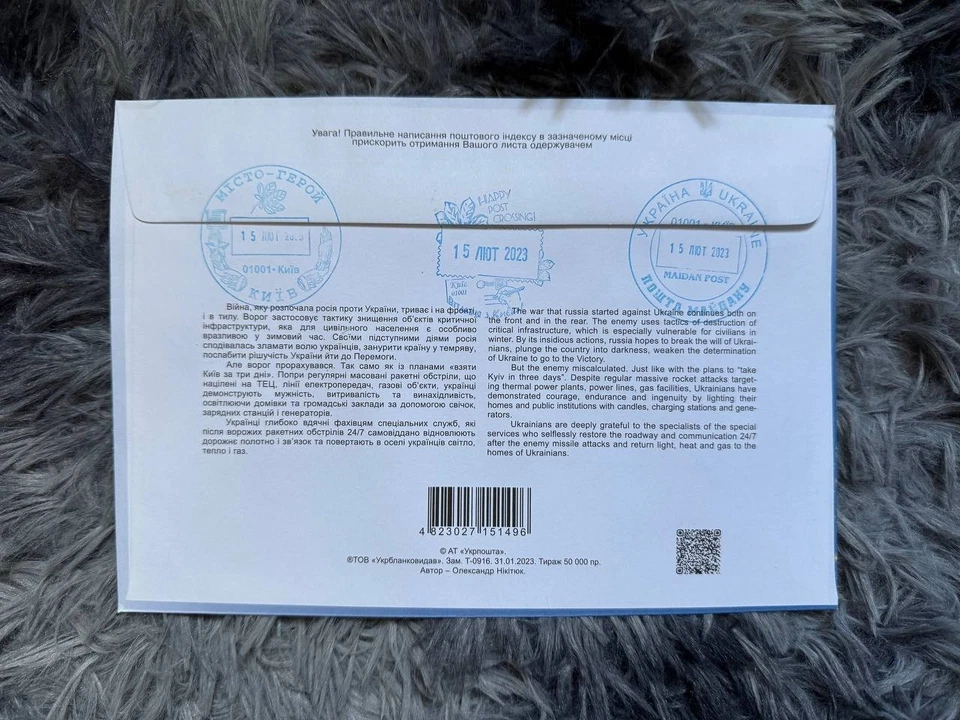 Увага! Правильне написання поштового індексу в зазначеному місці
прискорить отримання Вашого листа одержувачем
МІСТО-ГЕРОЙ
15 ЛЮТ 2023
01001 • Київ
КИЇВ
HAPPY
POST
CROSSING!
15 ЛЮТ 2023
Київ
01001
з Києва
УКРАЇНА UKRAINE
01001
15 ЛЮТ 2023
MAIDAN POST
ПОШТА МАЙДАНУ
Війна, яку розпочала росія проти України, триває і на фронті,
і в тилу. Ворог застосовує тактику знищення об’єктів критичної
інфраструктури, яка для цивільного населення є особливо
вразливою у зимовий час. Своїми підступними діями росія
сподівалась зламати волю українців, занурити країну у темряву,
послабити рішучість України йти до Перемоги.
Але ворог прорахувався. Так само як із планами «взяти
Київ за три дні». Попри регулярні масовані ракетні обстріли, що
націлені на ТЕЦ, лінії електропередач, газові об’єкти, українці
демонструють мужність, витривалість та винахідливість,
освітлюючи домівки та громадські заклади за допомогою свічок,
зарядних станцій і генераторів.
Українці глибоко вдячні фахівцям спеціальних служб, які
після ворожих ракетних обстрілів 24/7 самовіддано відновлюють
дорожнє полотно і зв’язок та повертають в оселі українців світло,
тепло і газ.
The war that russia started against Ukraine continues both on
the front and in the rear. The enemy uses tactics of destruction of
critical infrastructure, which is especially vulnerable for civilians in
winter. By its insidious actions, russia hopes to break the will of Ukrai-
nians, plunge the country into darkness, weaken the determination
of Ukraine to go to the Victory.
But the enemy miscalculated. Just like with the plans to “take
Kyiv in three days”. Despite regular massive rocket attacks target-
ing thermal power plants, power lines, gas facilities, Ukrainians have
demonstrated courage, endurance and ingenuity by lighting their
homes and public institutions with candles, charging stations and gene-
rators.
Ukrainians are deeply grateful to the specialists of the special
services who selflessly restore the roadway and communication 24/7
after the enemy missile attacks and return light, heat and gas to the
homes of Ukrainians.
4 823027 151496
© АТ «Укрпошта».
®ТОВ «Укрбланковидав». Зам. Т-0916. 31.01.2023. Тираж 50 000 пр.
Автор – Олександр Нікітюк.